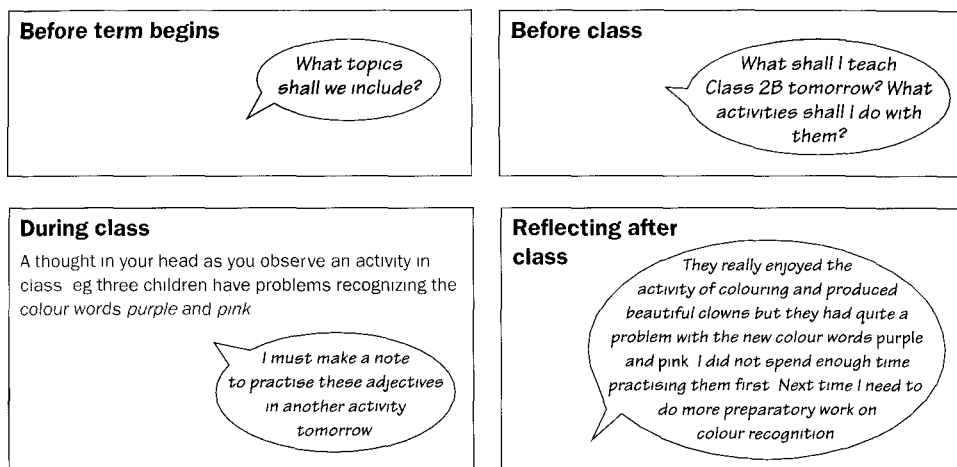 Before term begins
What topics
shall we include?
Before class
What shall I teach
Class 2B tomorrow? What
activities shall I do with
them?
During class
A thought in your head as you observe an activity in
class eg three children have problems recognizing the
colour words purple and pink
I must make a note
to practise these adjectives
in another activity
tomorrow
Reflecting after
class
They really enjoyed the
activity of colouring and produced
beautiful clowns but they had quite a
problem with the new colour words purple
and pink I did not spend enough time
practising them first Next time I need to
do more preparatory work on
colour recognition